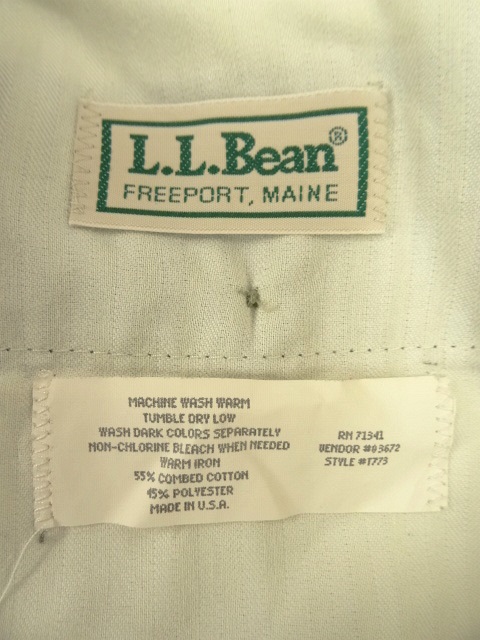 L.L.Bean®
FREEPORT, MAINE
MACHINE WASH WARM
TUMBLE DRY LOW
WASH DARK COLORS SEPARATELY
NON-CHLORINE BLEACH WHEN NEEDED
WARM IRON
55% COMBED COTTON
45% POLYESTER
MADE IN U.S.A.
RN 71341
VENDOR #03672
STYLE #T773